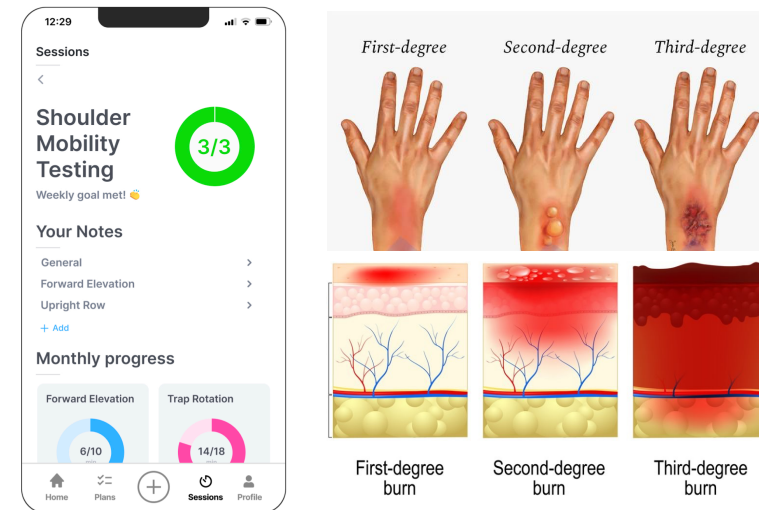 12:29
Sessions
Shoulder
Mobility
Testing
3/3
Weekly goal met! 👏
Your Notes
General
Forward Elevation
Upright Row
+ Add
Monthly progress
Forward Elevation
6/10
Trap Rotation
14/18
Home
Plans
Sessions
Profile
First-degree
Second-degree
Third-degree
First-degree
burn
Second-degree
burn
Third-degree
burn